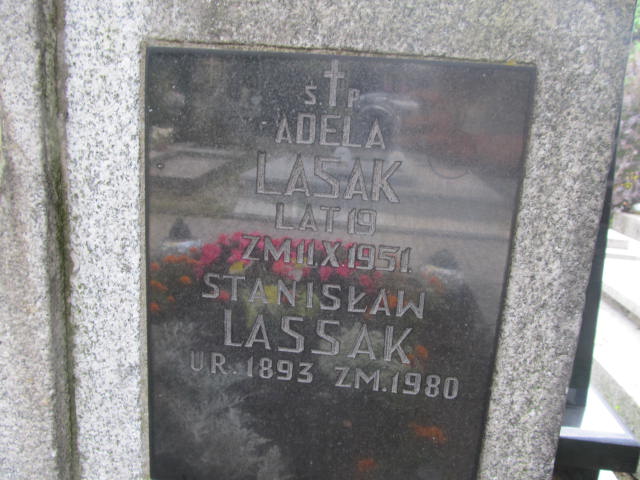 Ś † P
ADELA
LASAK
LAT 19
ZM 11 X 1951.
STANISŁAW
LASSAK
UR. 1893 ZM. 1980